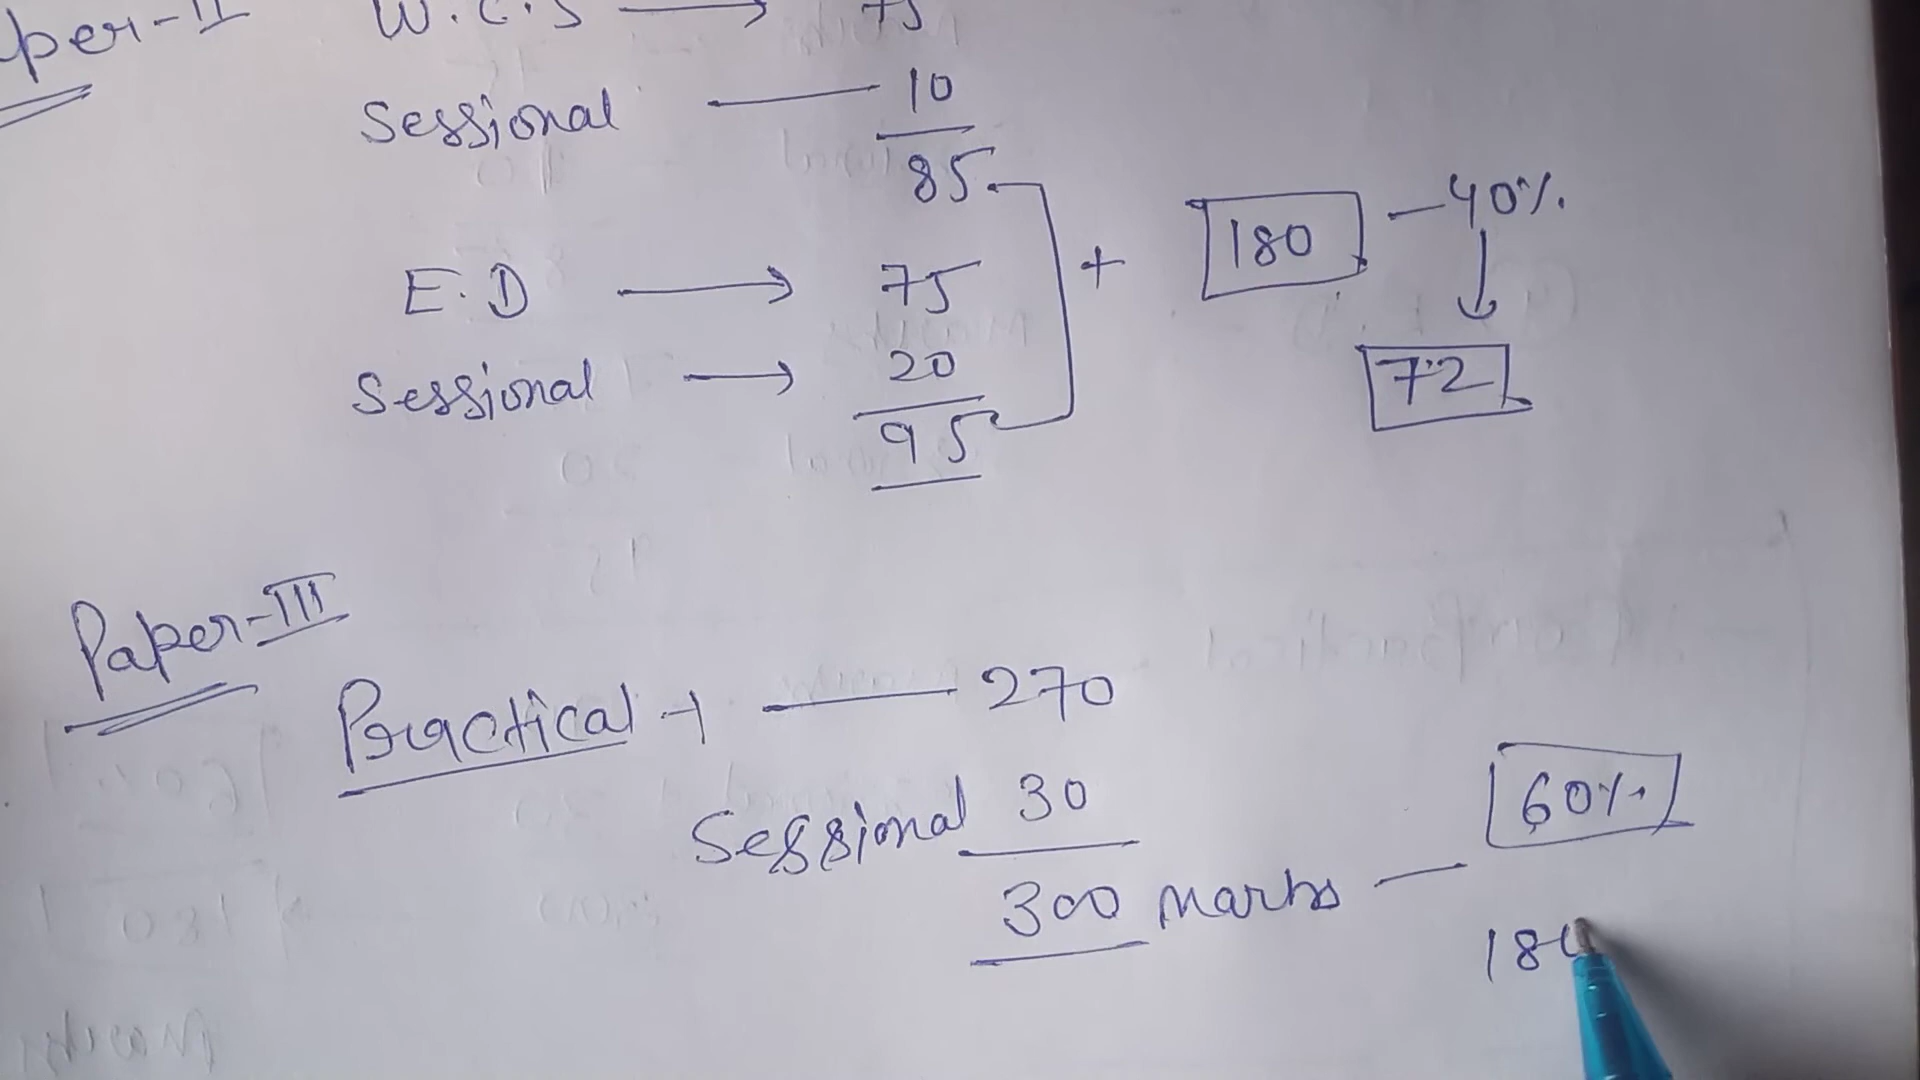 per-II W.C.S → 75
Sessional — 10
85
E.D → 75
Sessional → 20
95
+ 180 — 40%
72
Paper-III
Practical → — 270
Sessional 30
300 marks — 60%
180